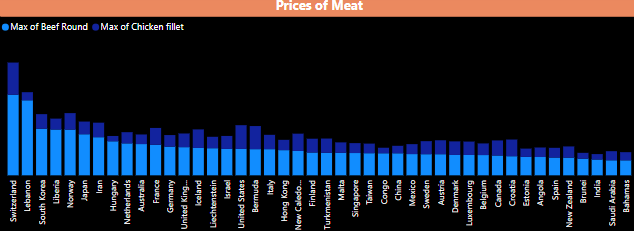 Prices of Meat
Max of Beef Round Max of Chicken fillet
Switzerland
Lebanon
South Korea
Liberia
Norway
Japan
Iran
Hungary
Netherlands
Australia
France
Germany
United King...
Iceland
Liechtenstein
Israel
United States
Bermuda
Italy
Hong Kong
New Caledo...
Finland
Turkmenistan
Malta
Singapore
Taiwan
Congo
China
Mexico
Sweden
Austria
Denmark
Luxembourg
Belgium
Canada
Croatia
Estonia
Angola
Spain
New Zealand
Brunei
India
Saudi Arabia
Bahamas